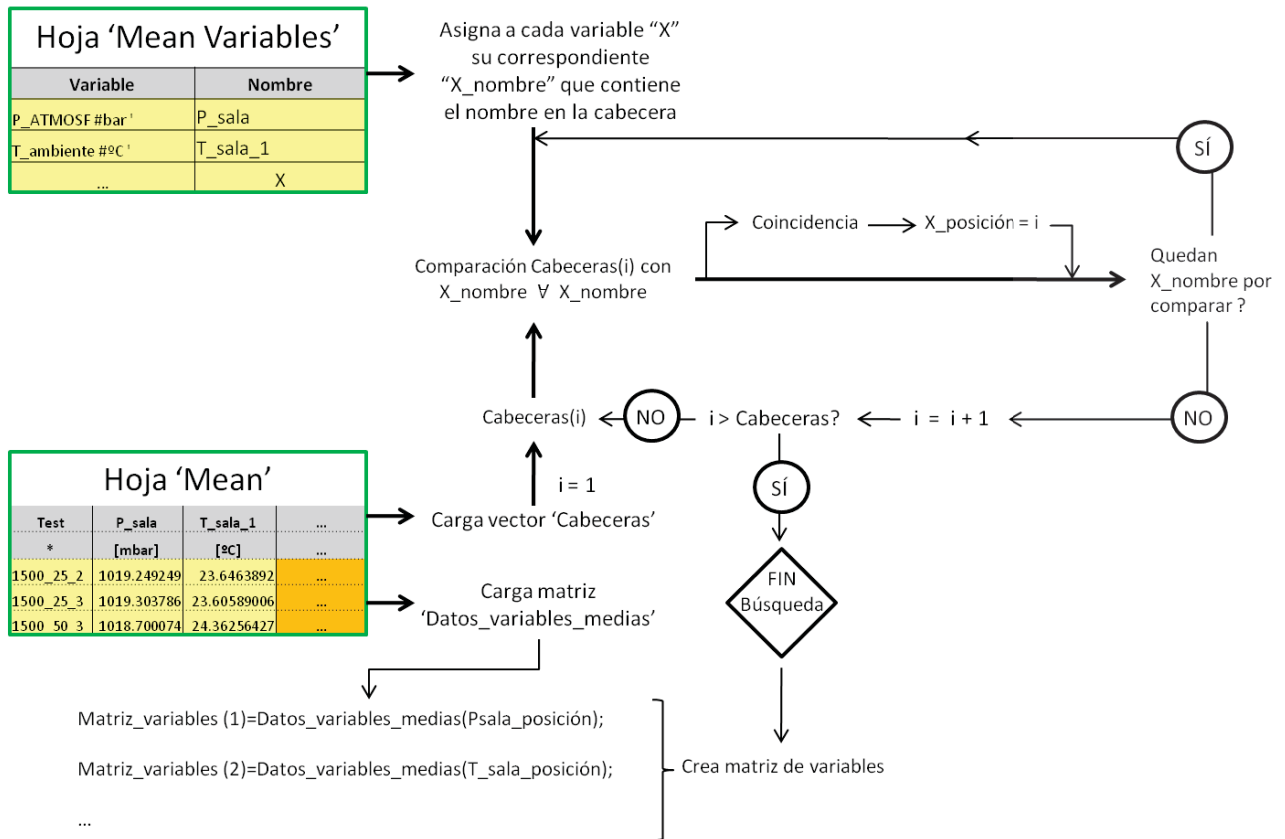 Hoja ‘Mean Variables’
Variable Nombre
P_ATMOSF #bar ' P_sala
T_ambiente #ºC ' T_sala_1
... X
Asigna a cada variable “X”
su correspondiente
“X_nombre” que contiene
el nombre en la cabecera
SÍ
Coincidencia X_posición = i
Comparación Cabeceras(i) con
X_nombre ∀ X_nombre
Quedan
X_nombre por
comparar ?
Cabeceras(i) NO i > Cabeceras? i = i + 1 NO
SÍ
i = 1
Hoja ‘Mean’
Test P_sala T_sala_1 ...
* [mbar] [ºC] ...
1500_25_2 1019.249249 23.6463892 ...
1500_25_3 1019.303786 23.60589006 ...
1500_50_3 1018.700074 24.36256427 ...
Carga vector ‘Cabeceras’
Carga matriz
‘Datos_variables_medias’
FIN
Búsqueda
Matriz_variables (1)=Datos_variables_medias(Psala_posición);
Matriz_variables (2)=Datos_variables_medias(T_sala_posición);
...
Crea matriz de variables